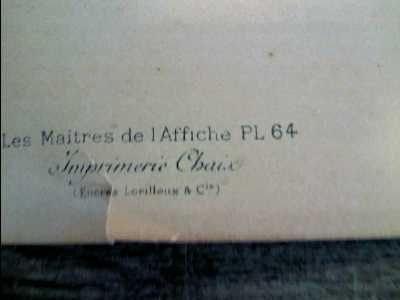 Les Maitres de l'Affiche PL 64
Imprimerie Chaix
(Encres Lorilleux & Cie)